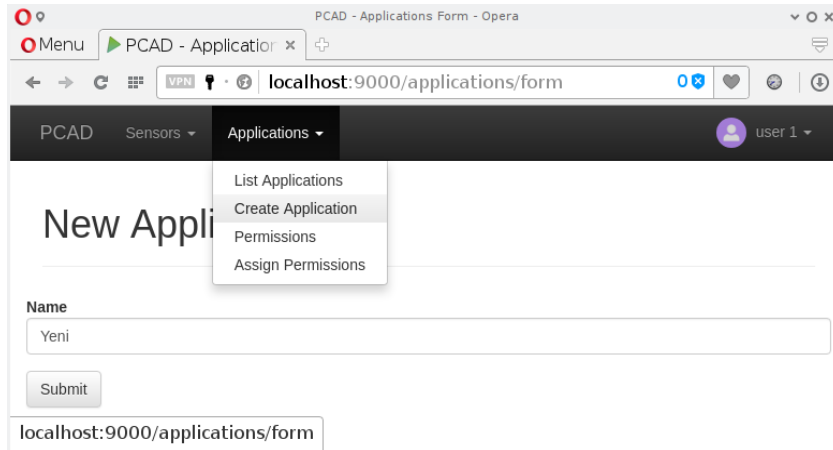 PCAD - Applications Form - Opera
Menu PCAD - Application
VPN localhost:9000/applications/form 0
PCAD Sensors Applications user 1
List Applications
Create Application
Permissions
Assign Permissions
New Appli
Name
Yeni
Submit
localhost:9000/applications/form